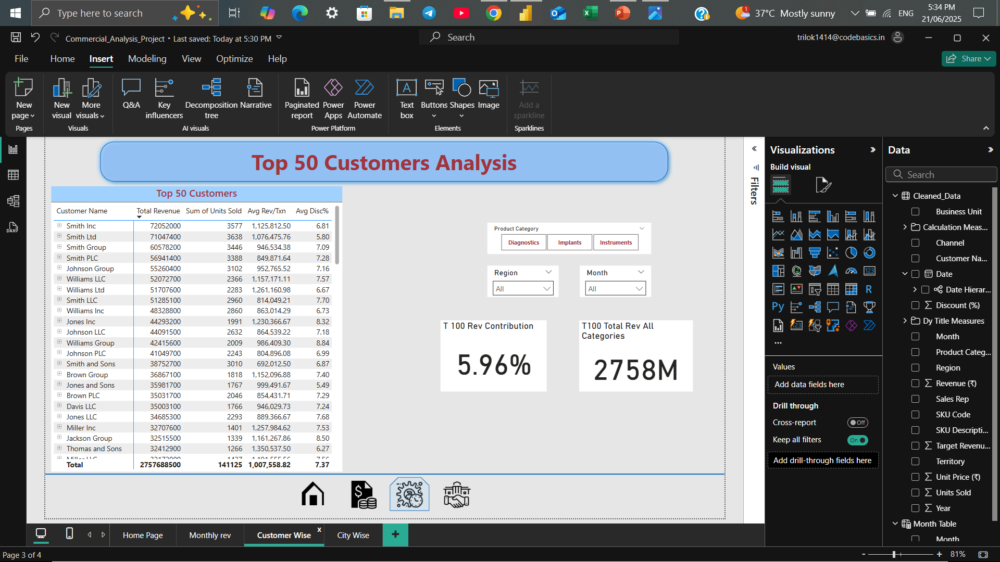 Type here to search
37°C Mostly sunny
ENG
5:34 PM
21/06/2025
1
Commercial_Analysis_Project • Last saved: Today at 5:30 PM
Search
trilok1414@codebasics.in
File Home Insert Modeling View Optimize Help
Share
New page
New visual
More visuals
Q&A
Key influencers
Decomposition tree
Narrative
Paginated report
Power Apps
Power Automate
Text box
Buttons
Shapes
Image
Add a sparkline
Pages
Visuals
AI visuals
Power Platform
Elements
Sparklines
Top 50 Customers Analysis
Top 50 Customers
Customer Name Total Revenue Sum of Units Sold Avg Rev/Txn Avg Disc%
Smith Inc 72052000 3577 1,125,812.50 6.81
Smith Ltd 71047400 3638 1,076,475.76 5.80
Smith Group 60578200 3446 946,534.38 7.09
Smith PLC 56941400 3388 849,871.64 7.28
Johnson Group 55260400 3102 952,765.52 7.16
Williams LLC 52072700 2366 1,157,171.11 7.57
Williams Ltd 51707600 2283 1,261,160.98 6.67
Smith LLC 51285100 2960 814,049.21 7.70
Williams Inc 48328800 2860 863,014.29 6.73
Jones Inc 44293200 1991 1,230,366.67 8.32
Johnson LLC 44091500 2632 864,539.22 7.18
Williams Group 42415600 2009 986,409.30 8.84
Johnson PLC 41049700 2243 804,896.08 6.99
Smith and Sons 38752700 3010 692,012.50 6.87
Brown Group 36867100 1818 1,152,096.88 7.40
Jones and Sons 35981700 1767 999,491.67 5.49
Brown PLC 35031700 2046 854,431.71 7.29
Davis LLC 35003100 1766 946,029.73 7.24
Jones LLC 34685300 2293 889,366.67 7.68
Miller Inc 32707600 1401 1,257,984.62 7.53
Jackson Group 32515500 1339 1,161,267.86 8.50
Thomas and Sons 32412900 1266 1,350,537.50 6.27
Total 2757688500 141125 1,007,558.82 7.37
Product Category
Diagnostics Implants Instruments
Region
All
Month
All
T 100 Rev Contribution
5.96%
T100 Total Rev All
Categories
2758M
Filters
Visualizations
Build visual
123
R
Py
...
Values
Add data fields here
Drill through
Cross-report
Off
Keep all filters
On
Add drill-through fields here
Data
Search
Cleaned_Data
Business Unit
Calculation Meas...
Channel
Customer Na...
Date
Date Hierar...
Discount (%)
Dy Title Measures
Month
Product Categ...
Region
Revenue (₹)
Sales Rep
SKU Code
SKU Descripti...
Target Revenu...
Territory
Unit Price (₹)
Units Sold
Year
Month Table
Month
DAX
Home Page
Monthly rev
Customer Wise
x
City Wise
+
Page 3 of 4
- + 81%